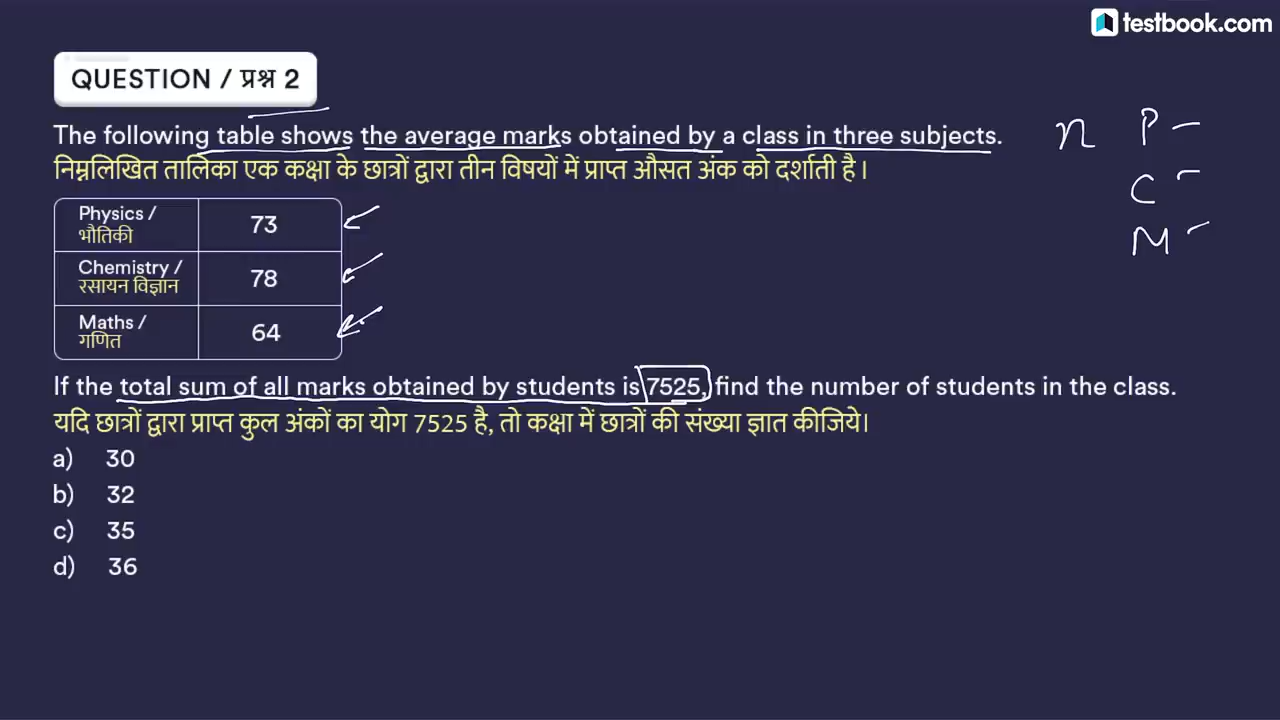 testbook.com
QUESTION / प्रश्न 2
The following table shows the average marks obtained by a class in three subjects.
निम्नलिखित तालिका एक कक्षा के छात्रों द्वारा तीन विषयों में प्राप्त औसत अंक को दर्शाती है।
n P -
C -
M -
Physics / 73
भौतिकी
Chemistry / 78
रसायन विज्ञान
Maths / 64
गणित
If the total sum of all marks obtained by students is 7525, find the number of students in the class.
यदि छात्रों द्वारा प्राप्त कुल अंकों का योग 7525 है, तो कक्षा में छात्रों की संख्या ज्ञात कीजिये।
a) 30
b) 32
c) 35
d) 36